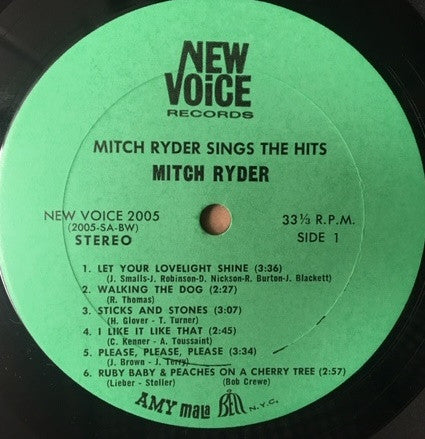 NEW
VOICE
RECORDS
MITCH RYDER SINGS THE HITS
MITCH RYDER
NEW VOICE 2005
(2005-SA-BW)
STEREO
33⅓ R.P.M.
SIDE 1
1. LET YOUR LOVELIGHT SHINE (3:36)
(J. Smalls-J. Robinson-D. Nickson-R. Burton-J. Blackett)
2. WALKING THE DOG (2:27)
(R. Thomas)
3. STICKS AND STONES (3:07)
(H. Glover - T. Turner)
4. I LIKE IT LIKE THAT (2:45)
(C. Kenner - A. Toussaint)
5. PLEASE, PLEASE, PLEASE (3:34)
(J. Brown - J. Terry)
6. RUBY BABY & PEACHES ON A CHERRY TREE (2:57)
(Lieber - Stoller) (Bob Crewe)
AMY mala BELL N.Y.C.